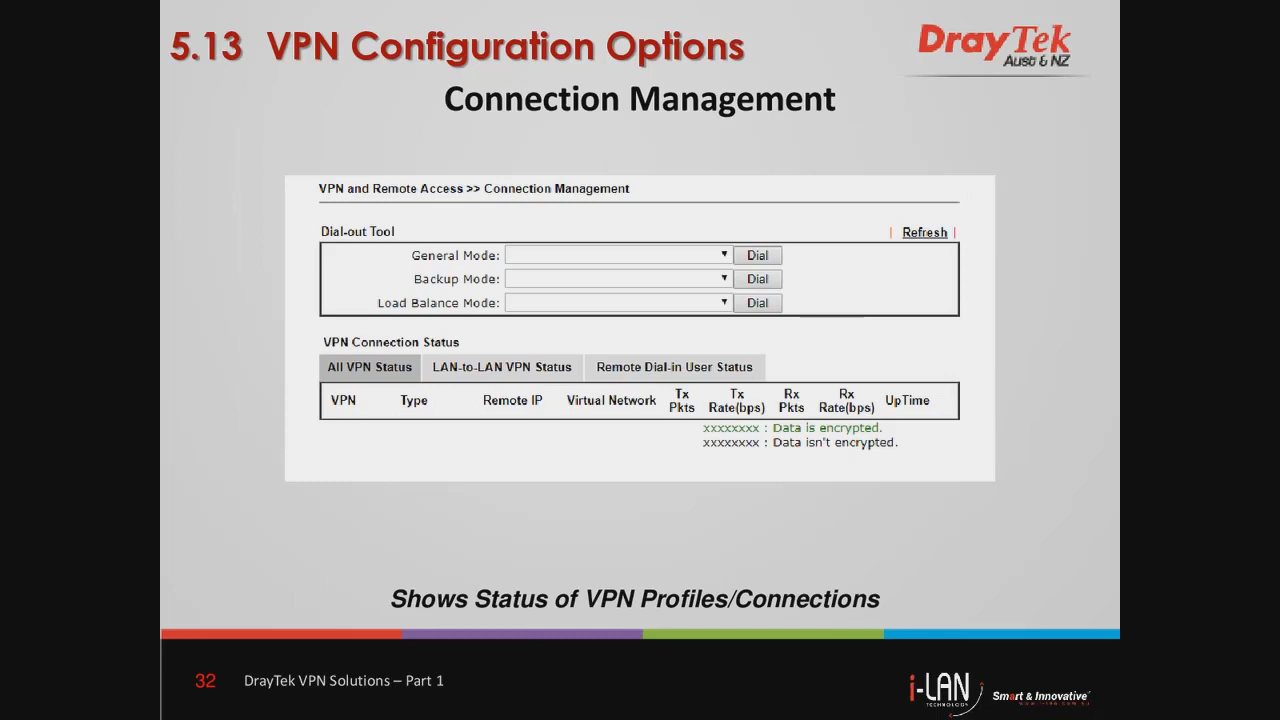 5.13 VPN Configuration Options
DrayTek
Aust & NZ
Connection Management
VPN and Remote Access >> Connection Management
Dial-out Tool
| Refresh |
General Mode: Dial
Backup Mode: Dial
Load Balance Mode: Dial
VPN Connection Status
All VPN Status LAN-to-LAN VPN Status Remote Dial-in User Status
VPN Type Remote IP Virtual Network Tx Pkts Tx Rate(bps) Rx Pkts Rx Rate(bps) UpTime
xxxxxxxx : Data is encrypted.
xxxxxxxx : Data isn't encrypted.
Shows Status of VPN Profiles/Connections
32 DrayTek VPN Solutions – Part 1
i-LAN
TECHNOLOGY
Smart & Innovative